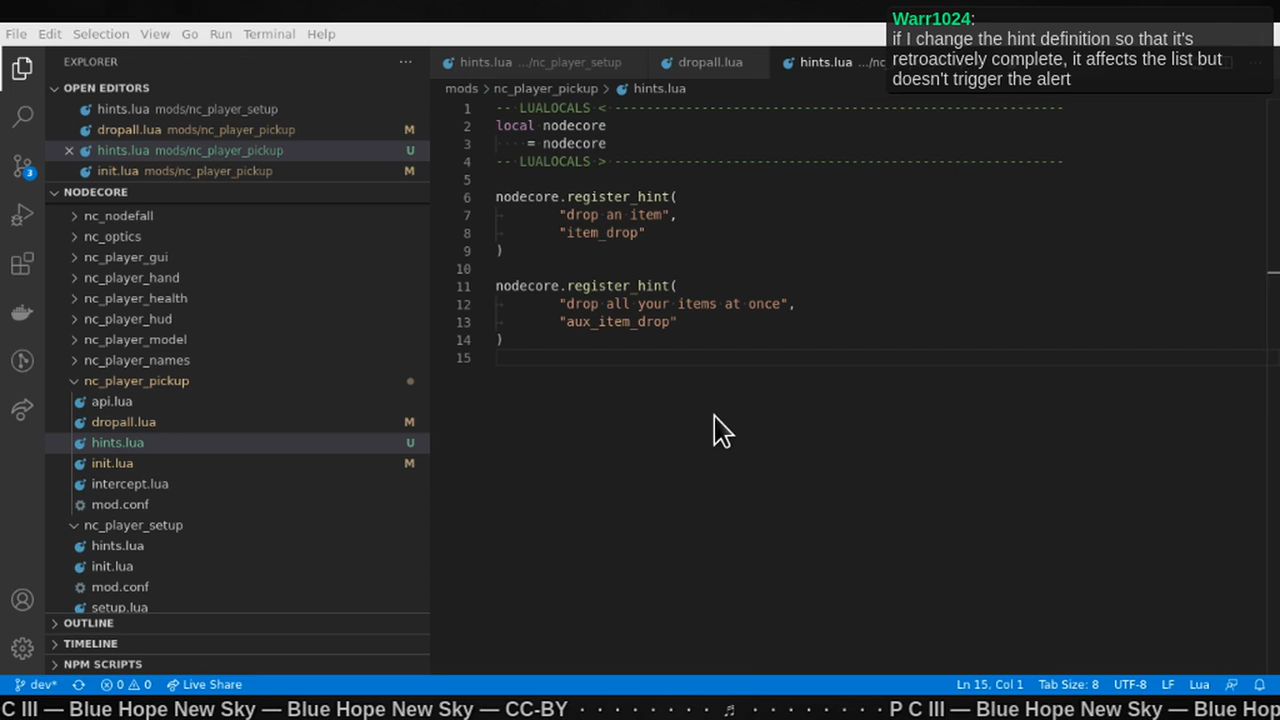 Warr1024:
if I change the hint definition so that it's
retroactively complete, it affects the list but
doesn't trigger the alert
File Edit Selection View Go Run Terminal Help
EXPLORER
OPEN EDITORS
hints.lua mods/nc_player_setup
dropall.lua mods/nc_player_pickup M
hints.lua mods/nc_player_pickup U
init.lua mods/nc_player_pickup M
NODECORE
nc_nodefall
nc_optics
nc_player_gui
nc_player_hand
nc_player_health
nc_player_hud
nc_player_model
nc_player_names
nc_player_pickup
api.lua
dropall.lua M
hints.lua U
init.lua M
intercept.lua
mod.conf
nc_player_setup
hints.lua
init.lua
mod.conf
setup.lua
OUTLINE
TIMELINE
NPM SCRIPTS
3
hints.lua .../nc_player_setup dropall.lua hints.lua .../nc
mods > nc_player_pickup > hints.lua
1 -- LUALOCALS < ---------------------------------------------------------
2 local nodecore
3     = nodecore
4 -- LUALOCALS > ---------------------------------------------------------
5
6 nodecore.register_hint(
7 "drop an item",
8 "item_drop"
9 )
10
11 nodecore.register_hint(
12 "drop all your items at once",
13 "aux_item_drop"
14 )
15
dev* 0 0 Live Share Ln 15, Col 1 Tab Size: 8 UTF-8 LF Lua
C III — Blue Hope New Sky — Blue Hope New Sky — CC-BY · · · · · · · · ♬ · · · · · · · · P C III — Blue Hope New Sky — Blue Hop